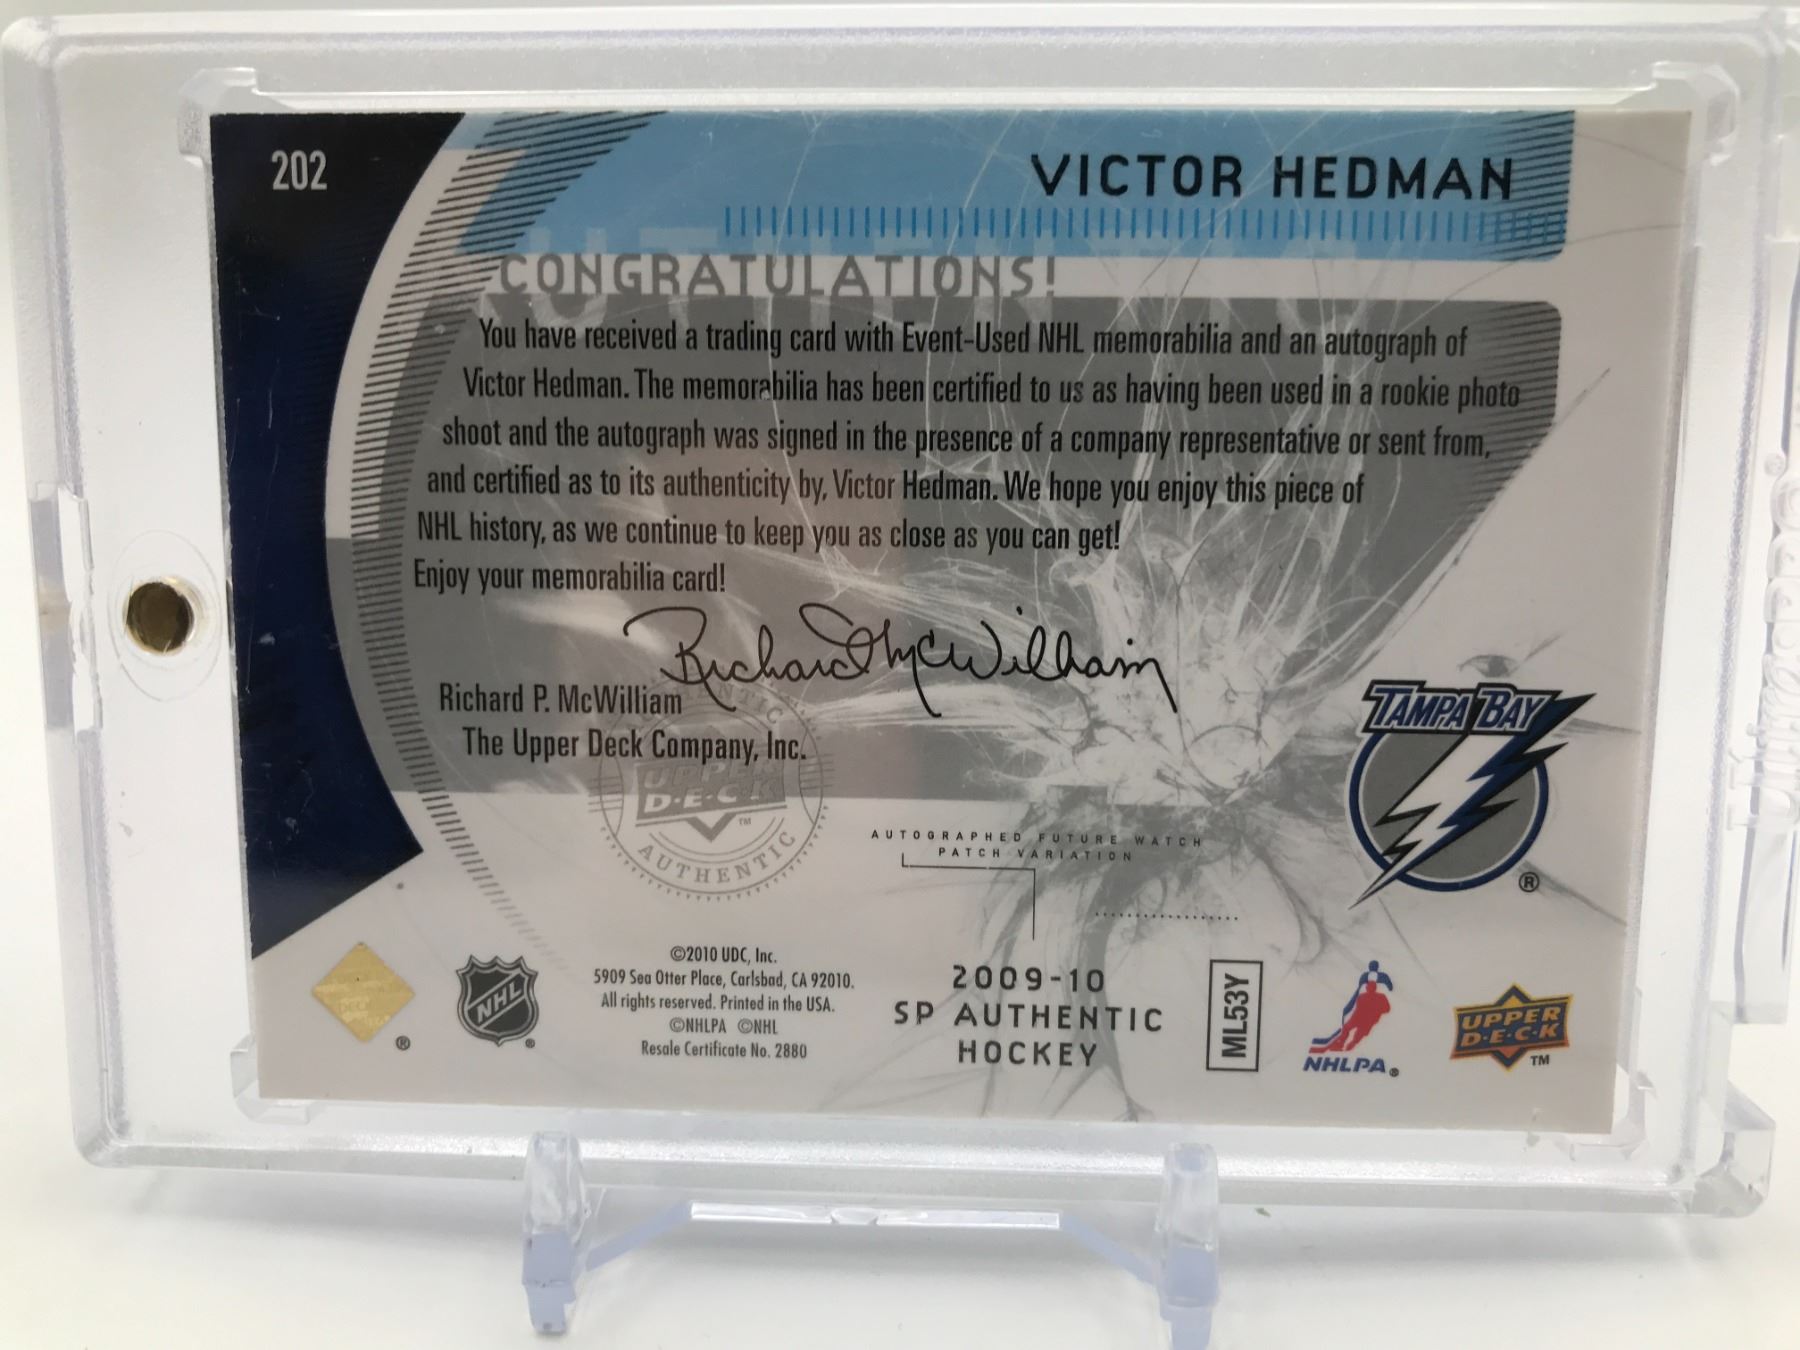 202
VICTOR HEDMAN
CONGRATULATIONS!
You have received a trading card with Event-Used NHL memorabilia and an autograph of
Victor Hedman. The memorabilia has been certified to us as having been used in a rookie photo
shoot and the autograph was signed in the presence of a company representative or sent from,
and certified as to its authenticity by, Victor Hedman. We hope you enjoy this piece of
NHL history, as we continue to keep you as close as you can get!
Enjoy your memorabilia card!
Richard McWilliam
Richard P. McWilliam
The Upper Deck Company, Inc.
AUTHENTIC
UPPER
D·E·C·K
TM
AUTHENTIC
AUTOGRAPHED FUTURE WATCH
PATCH VARIATION
TAMPA BAY
®
®
NHL
®
©2010 UDC, Inc.
5909 Sea Otter Place, Carlsbad, CA 92010.
All rights reserved. Printed in the USA.
©NHLPA ©NHL
Resale Certificate No. 2880
2009-10
SP AUTHENTIC
HOCKEY
ML53Y
NHLPA®
UPPER
D·E·C·K
TM